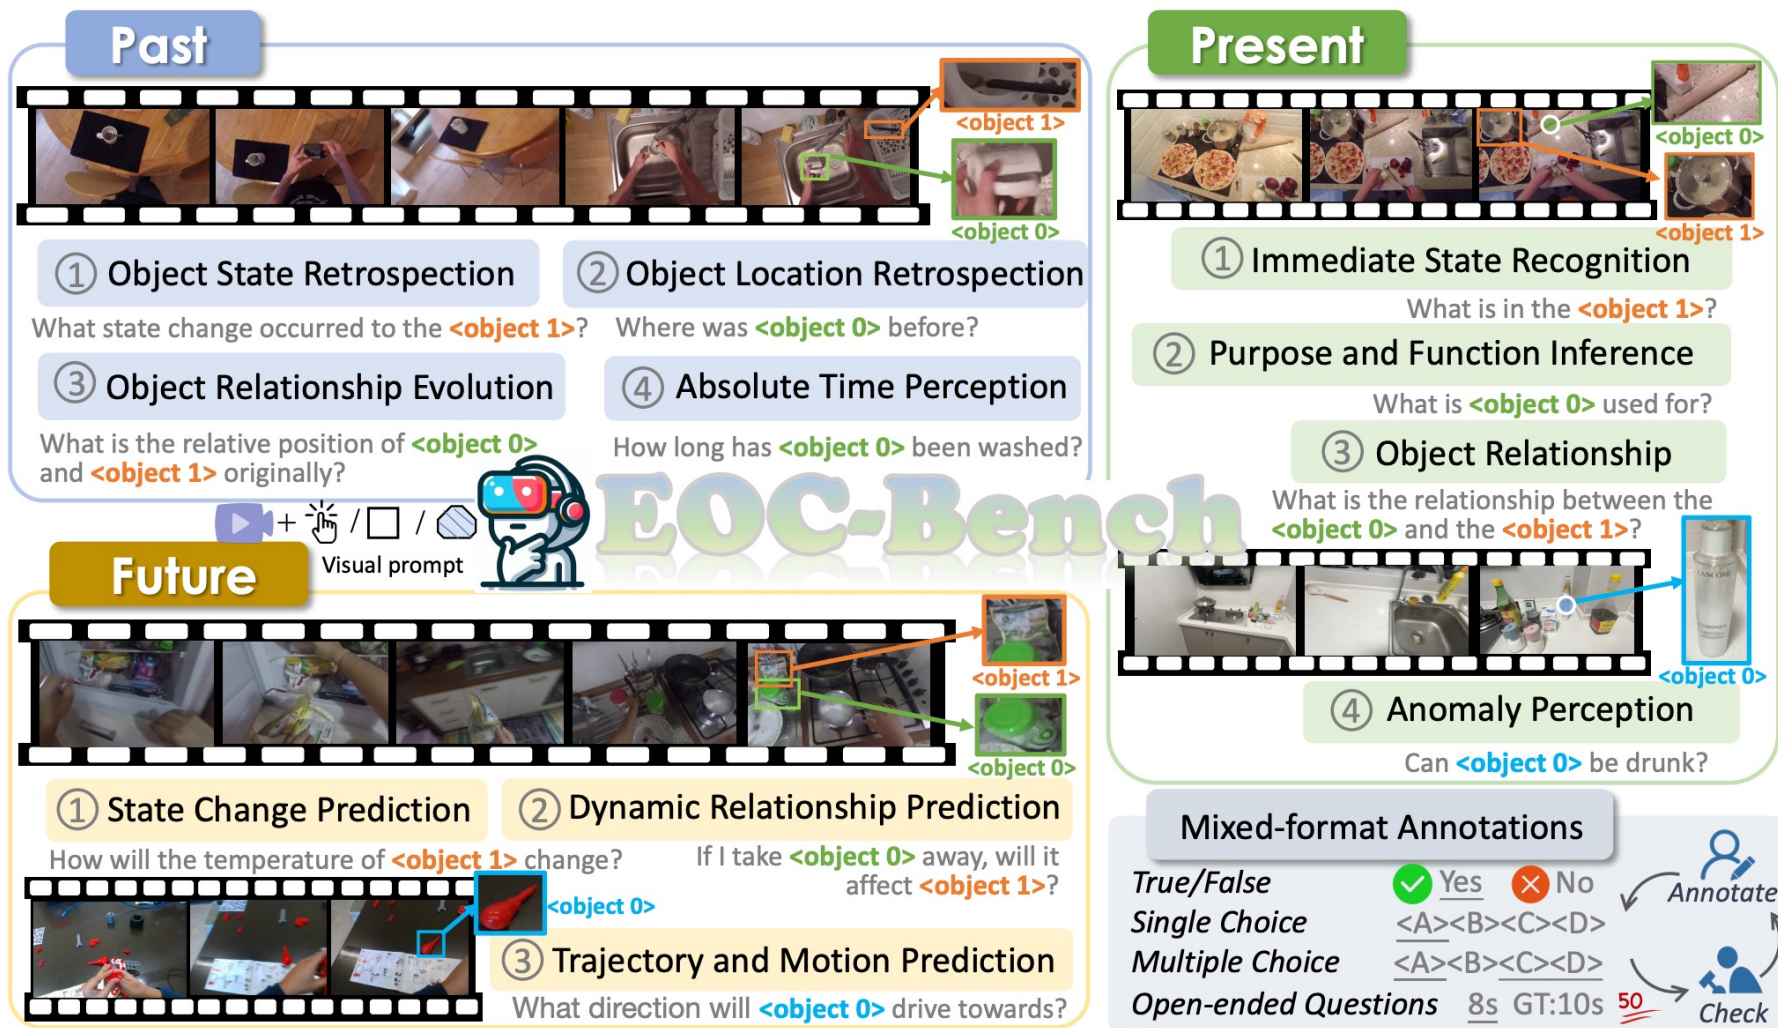 Past
<object 1>
<object 0>
① Object State Retrospection
② Object Location Retrospection
What state change occurred to the <object 1>?
Where was <object 0> before?
③ Object Relationship Evolution
④ Absolute Time Perception
What is the relative position of <object 0>
and <object 1> originally?
How long has <object 0> been washed?
+ / /
Visual prompt
EOC-Bench
Present
<object 0>
<object 1>
① Immediate State Recognition
What is in the <object 1>?
② Purpose and Function Inference
What is <object 0> used for?
③ Object Relationship
What is the relationship between the
<object 0> and the <object 1>?
LANCOME
<object 0>
④ Anomaly Perception
Can <object 0> be drunk?
Future
<object 1>
<object 0>
① State Change Prediction
② Dynamic Relationship Prediction
How will the temperature of <object 1> change?
If I take <object 0> away, will it
affect <object 1>?
<object 0>
③ Trajectory and Motion Prediction
What direction will <object 0> drive towards?
Mixed-format Annotations
True/False Yes No
Single Choice <A><B><C><D>
Multiple Choice <A><B><C><D>
Open-ended Questions 8s GT:10s 50
Annotate
Check